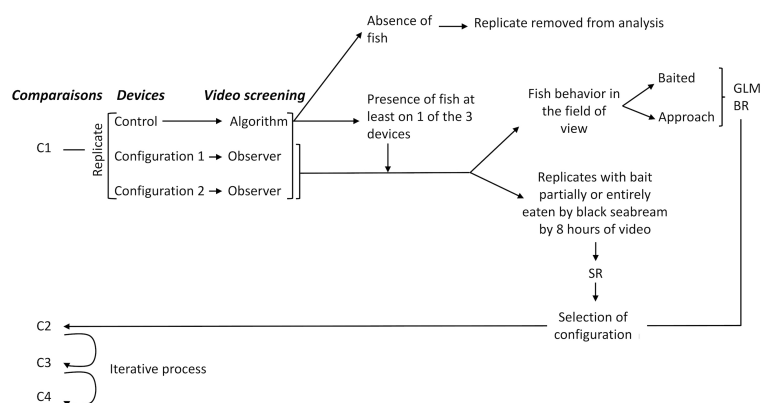 Absence of
fish
Replicate removed from analysis
Comparaisons Devices Video screening
Control
Algorithm
Presence of fish at
least on 1 of the 3
devices
Fish behavior in
the field of
view
Baited
Approach
GLM
BR
C1
Replicate
Configuration 1
Observer
Configuration 2
Observer
Replicates with bait
partially or entirely
eaten by black seabream
by 8 hours of video
SR
Selection of
configuration
C2
C3
Iterative process
C4